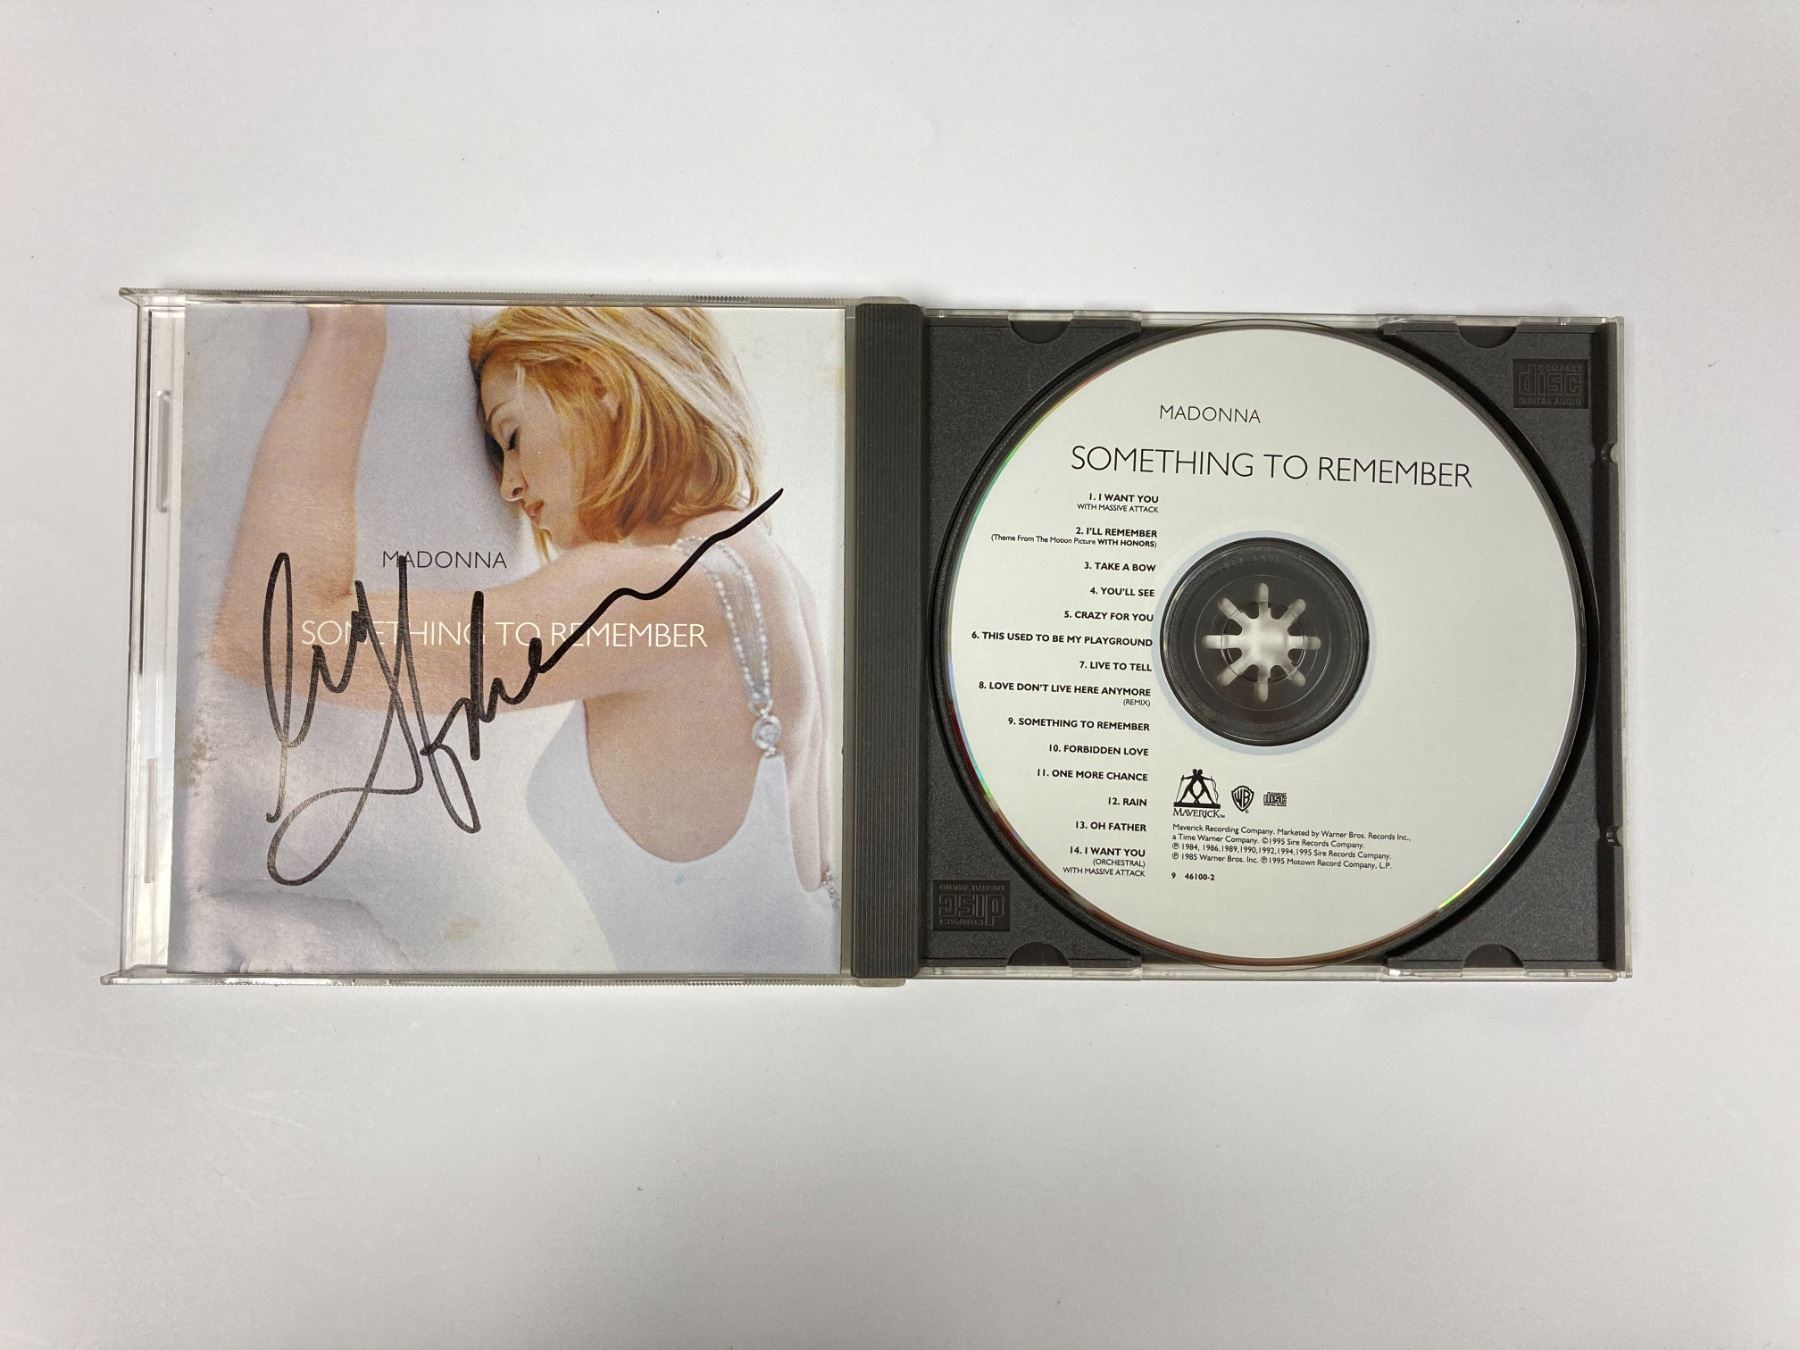 MADONNA
SOMETHING TO REMEMBER
COMPACT
disc
DIGITAL AUDIO
MADONNA
SOMETHING TO REMEMBER
1. I WANT YOU
WITH MASSIVE ATTACK
2. I'LL REMEMBER
(Theme From The Motion Picture WITH HONORS)
3. TAKE A BOW
4. YOU'LL SEE
5. CRAZY FOR YOU
6. THIS USED TO BE MY PLAYGROUND
7. LIVE TO TELL
8. LOVE DON'T LIVE HERE ANYMORE
(REMIX)
9. SOMETHING TO REMEMBER
10. FORBIDDEN LOVE
11. ONE MORE CHANCE
12. RAIN
13. OH FATHER
14. I WANT YOU
(ORCHESTRAL)
WITH MASSIVE ATTACK
MAVERICK™
WB
Maverick Recording Company. Marketed by Warner Bros. Records Inc.,
a Time Warner Company. ©1995 Sire Records Company.
℗ 1984, 1986,1989,1990,1992,1994,1995 Sire Records Company.
℗ 1985 Warner Bros. Inc. ℗1995 Motown Record Company, L.P.
9 46100-2
COMPACT
disc
DIGITAL AUDIO